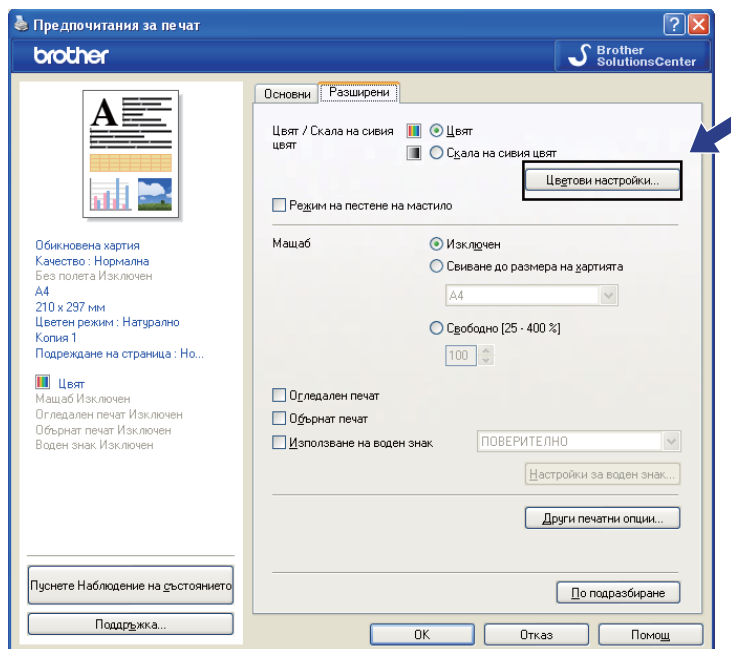 Предпочитания за печат
brother
Brother
SolutionsCenter
Основни
Разширени
A
Цвят / Скала на сивия
цвят
Цвят
Скала на сивия цвят
Цветови настройки...
Режим на пестене на мастило
Мащаб
Изключен
Свиване до размера на хартията
A4
Свободно [25 - 400 %]
100
Огледален печат
Обърнат печат
Използване на воден знак
ПОВЕРИТЕЛНО
Настройки за воден знак...
Други печатни опции...
По подразбиране
Обикновена хартия
Качество : Нормална
Без полета Изключен
A4
210 x 297 мм
Цветен режим : Натурално
Копия 1
Подреждане на страница : Но...
Цвят
Мащаб Изключен
Огледален печат Изключен
Обърнат печат Изключен
Воден знак Изключен
Пуснете Наблюдение на състоянието
Поддръжка...
OK
Отказ
Помощ